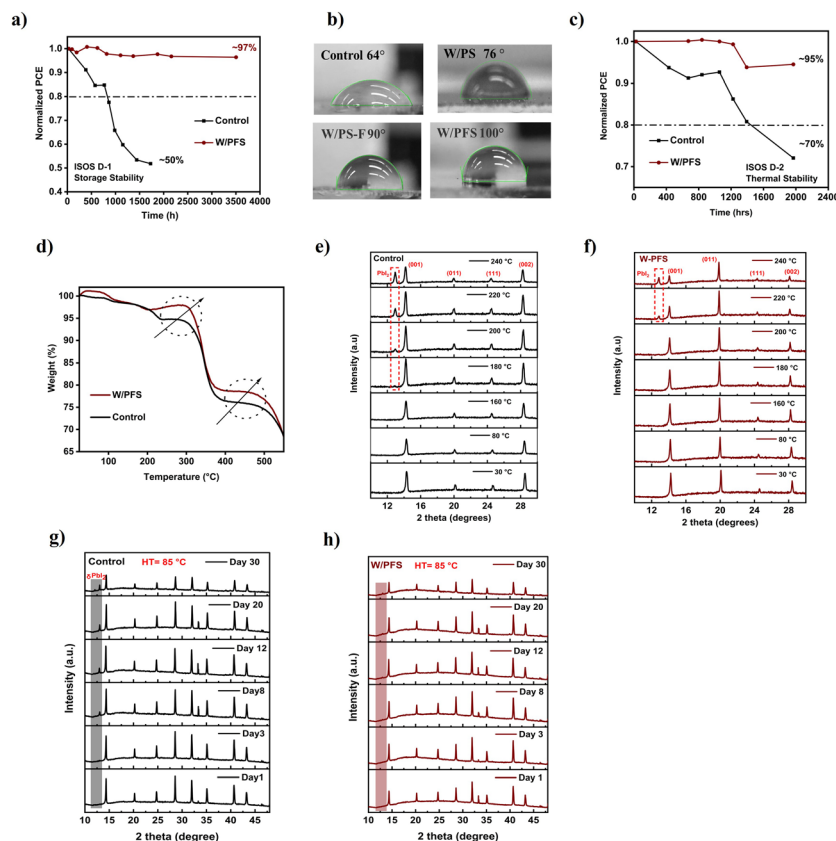 a)
Normalized PCE
1.0
0.9
0.8
0.7
0.6
0.5
0.4
~97%
Control
W/PFS
~50%
ISOS D-1
Storage Stability
0 500 1000 1500 2000 2500 3000 3500 4000
Time (h)
b)
Control 64°
W/PS 76 °
W/PS-F 90°
W/PFS 100°
c)
Normalized PCE
1.0
0.9
0.8
0.8
~95%
Control
W/PFS
~70%
ISOS D-2
Thermal Stability
0 400 800 1200 1600 2000 2400
Time (hrs)
d)
Weight (%)
100
95
90
85
80
75
70
65
W/PFS
Control
0 100 200 300 400 500
Temperature (°C)
e)
Control
Intensity (a.u)
PbI2
(001)
(011)
(111)
(002)
240 °C
220 °C
200 °C
180 °C
160 °C
80 °C
30 °C
12 16 20 24 28
2 theta (degrees)
f)
W-PFS
Intensity (a.u)
PbI2
(001)
(011)
(111)
(002)
240 °C
220 °C
200 °C
180 °C
160 °C
80 °C
30 °C
10 12 14 16 18 20 22 24 26 28 30
2 theta (degrees)
g)
Control
HT= 85 °C
δ PbI2
Intensity (a.u.)
Day 30
Day 20
Day 12
Day8
Day3
Day1
10 15 20 25 30 35 40 45
2 theta (degree)
h)
W/PFS
HT= 85 °C
Intensity (a.u.)
Day 30
Day 20
Day 12
Day 8
Day 3
Day 1
10 15 20 25 30 35 40 45
2 theta (degree)